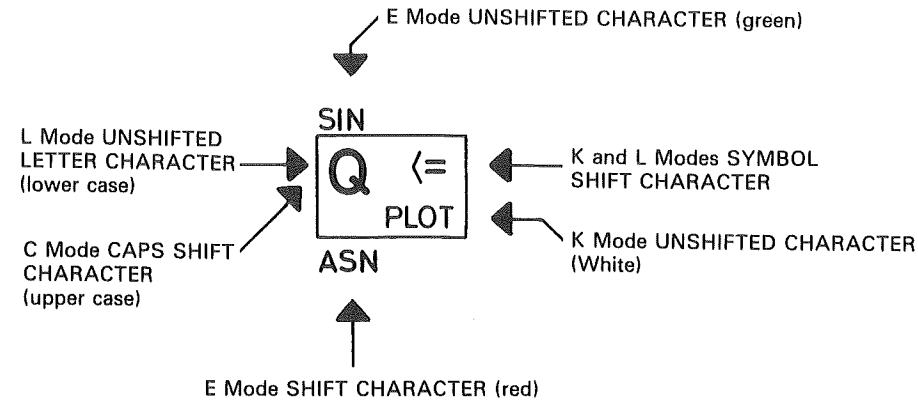 E Mode UNSHIFTED CHARACTER (green)
SIN
L Mode UNSHIFTED
LETTER CHARACTER
(lower case)
Q <=
PLOT
K and L Modes SYMBOL
SHIFT CHARACTER
K Mode UNSHIFTED CHARACTER
(White)
C Mode CAPS SHIFT
CHARACTER
(upper case)
ASN
E Mode SHIFT CHARACTER (red)